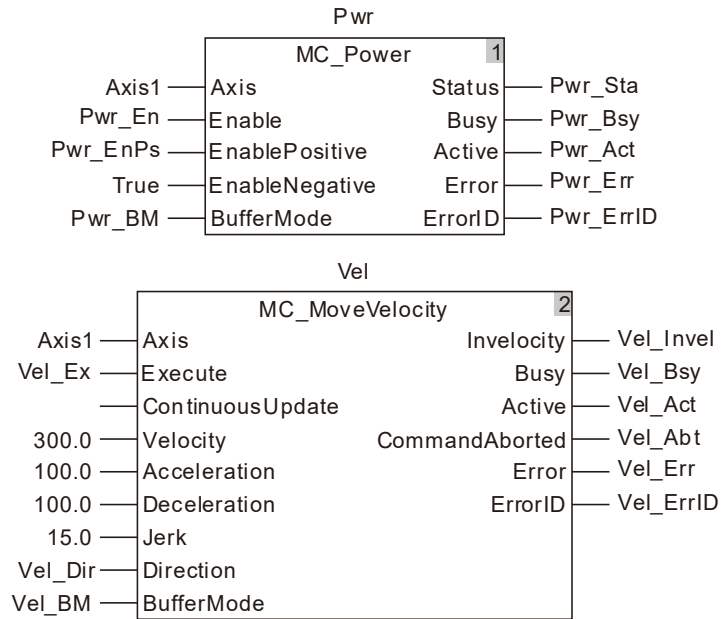 Pwr
MC_Power 1
Axis1 Axis Status Pwr_Sta
Pwr_En Enable Busy Pwr_Bsy
Pwr_EnPs EnablePositive Active Pwr_Act
True EnableNegative Error Pwr_Err
Pwr_BM BufferMode ErrorID Pwr_ErrID
Vel
MC_MoveVelocity 2
Axis1 Axis Invelocity Vel_Invel
Vel_Ex Execute Busy Vel_Bsy
ContinuousUpdate Active Vel_Act
300.0 Velocity CommandAborted Vel_Abt
100.0 Acceleration Error Vel_Err
100.0 Deceleration ErrorID Vel_ErrID
15.0 Jerk
Vel_Dir Direction
Vel_BM BufferMode